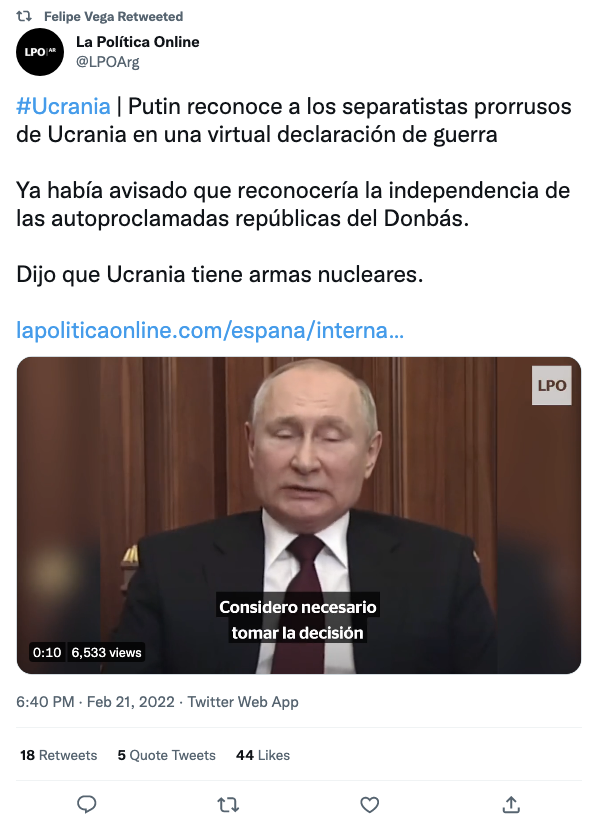 Felipe Vega Retweeted
LPO AR
La Política Online
@LPOArg
#Ucrania | Putin reconoce a los separatistas prorrusos
de Ucrania en una virtual declaración de guerra
Ya había avisado que reconocería la independencia de
las autoproclamadas repúblicas del Donbás.
Dijo que Ucrania tiene armas nucleares.
lapoliticaonline.com/espana/interna...
LPO
Considero necesario
tomar la decisión
0:10 6,533 views
6:40 PM · Feb 21, 2022 · Twitter Web App
18 Retweets 5 Quote Tweets 44 Likes